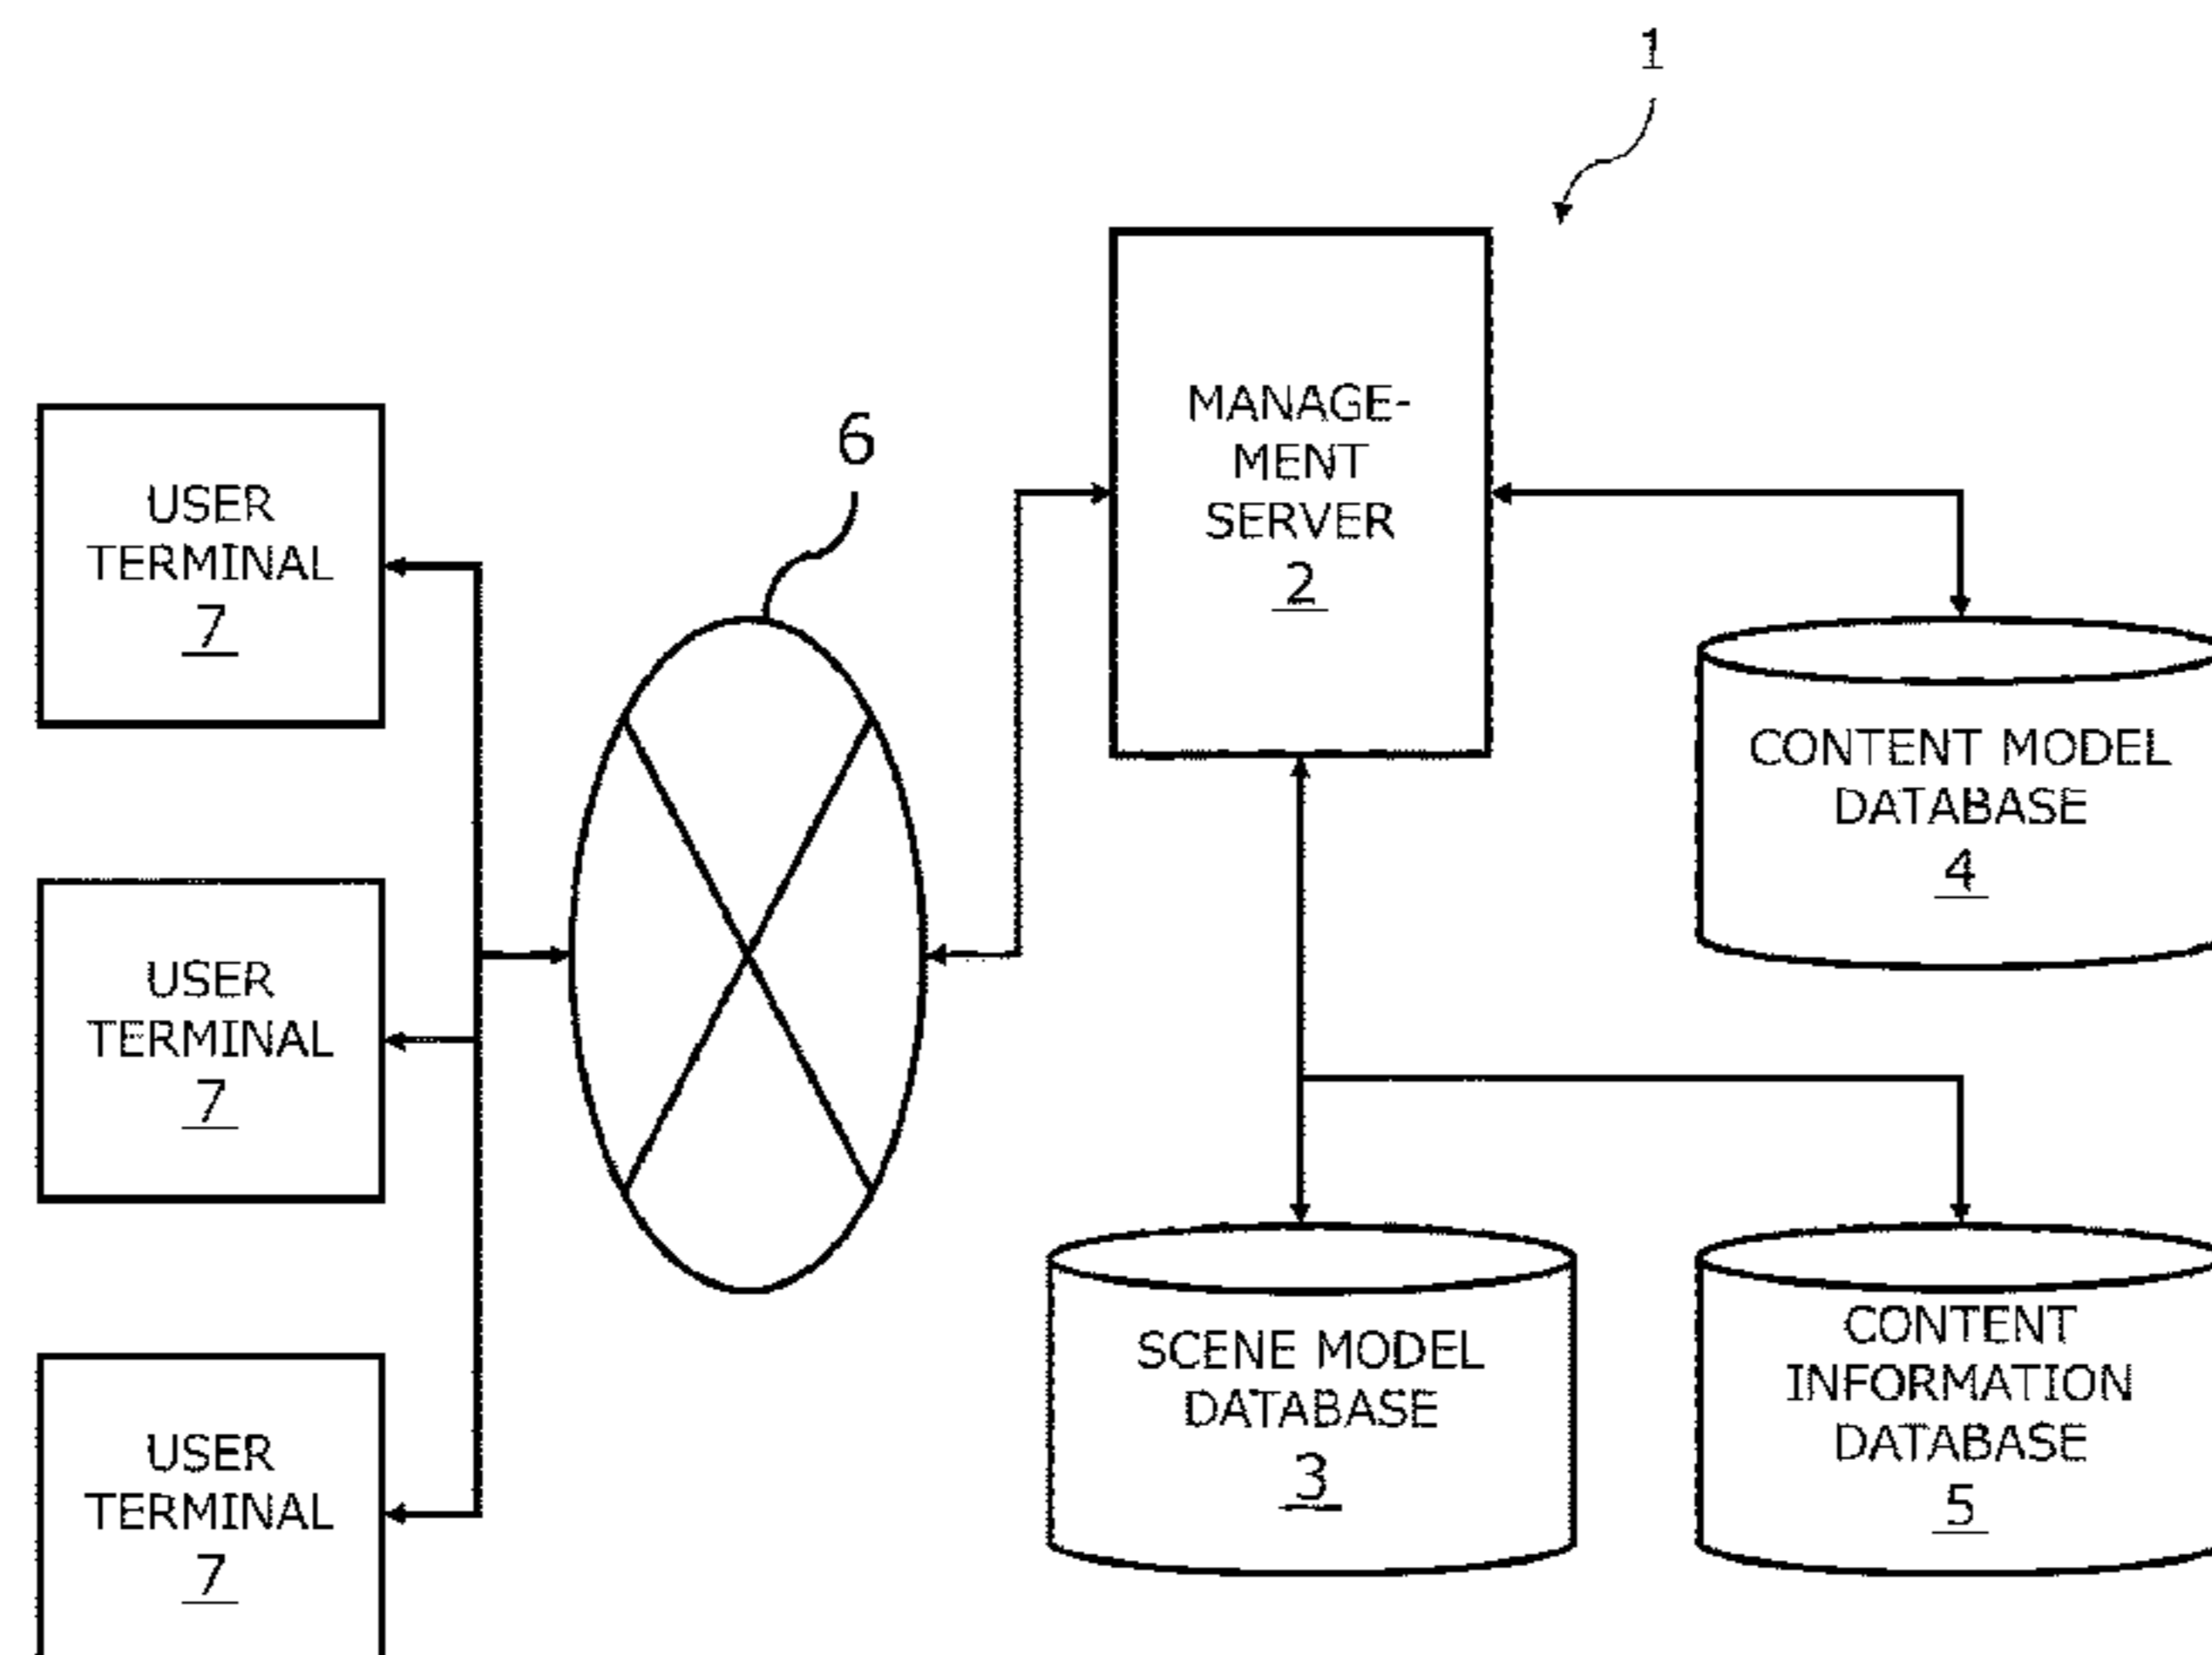 1
MANAGE-
MENT
SERVER
2
6
USER
TERMINAL
7
CONTENT MODEL
DATABASE
4
USER
TERMINAL
7
SCENE MODEL
DATABASE
3
CONTENT
INFORMATION
DATABASE
5
USER
TERMINAL
7